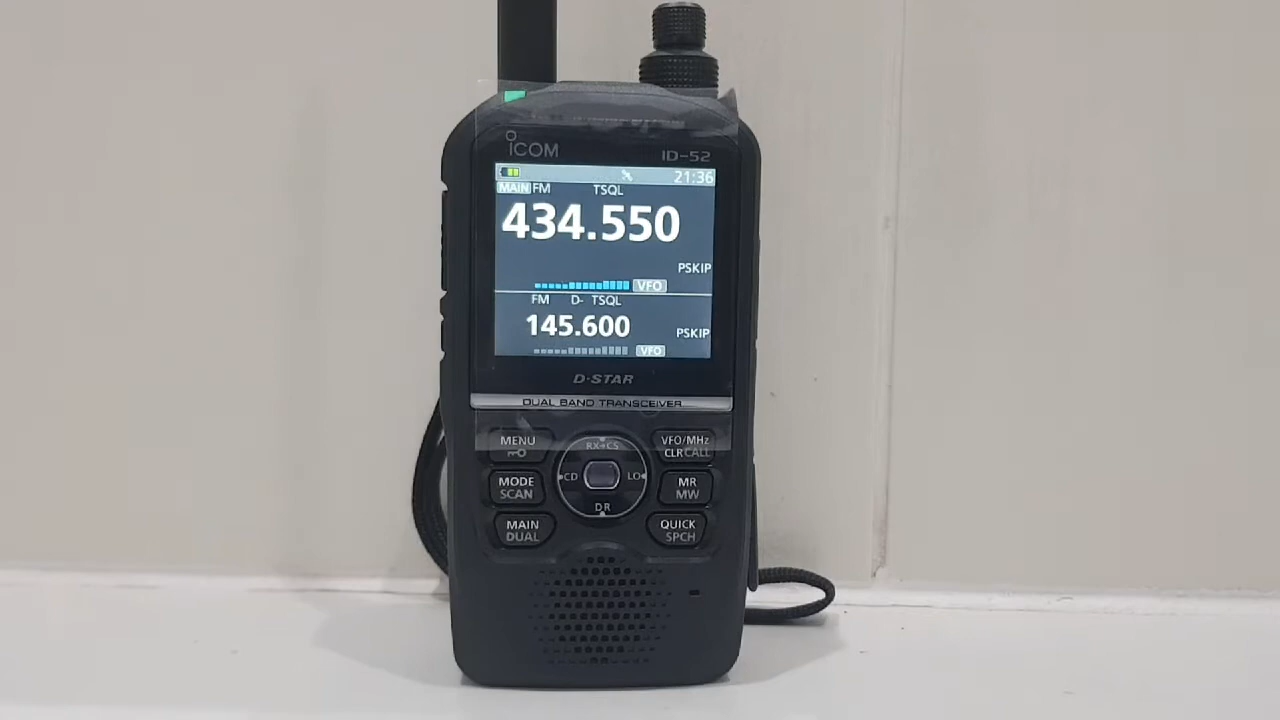 ICOM ID-52
21:36
MAIN FM TSQL
434.550
PSKIP
VFO
FM D- TSQL
145.600
PSKIP
VFO
D-STAR
DUAL BAND TRANSCEIVER
MENU RX→CS VFO/MHz
CLR CALL
MODE CD LO MR
SCAN MW
DR
MAIN QUICK
DUAL SPCH